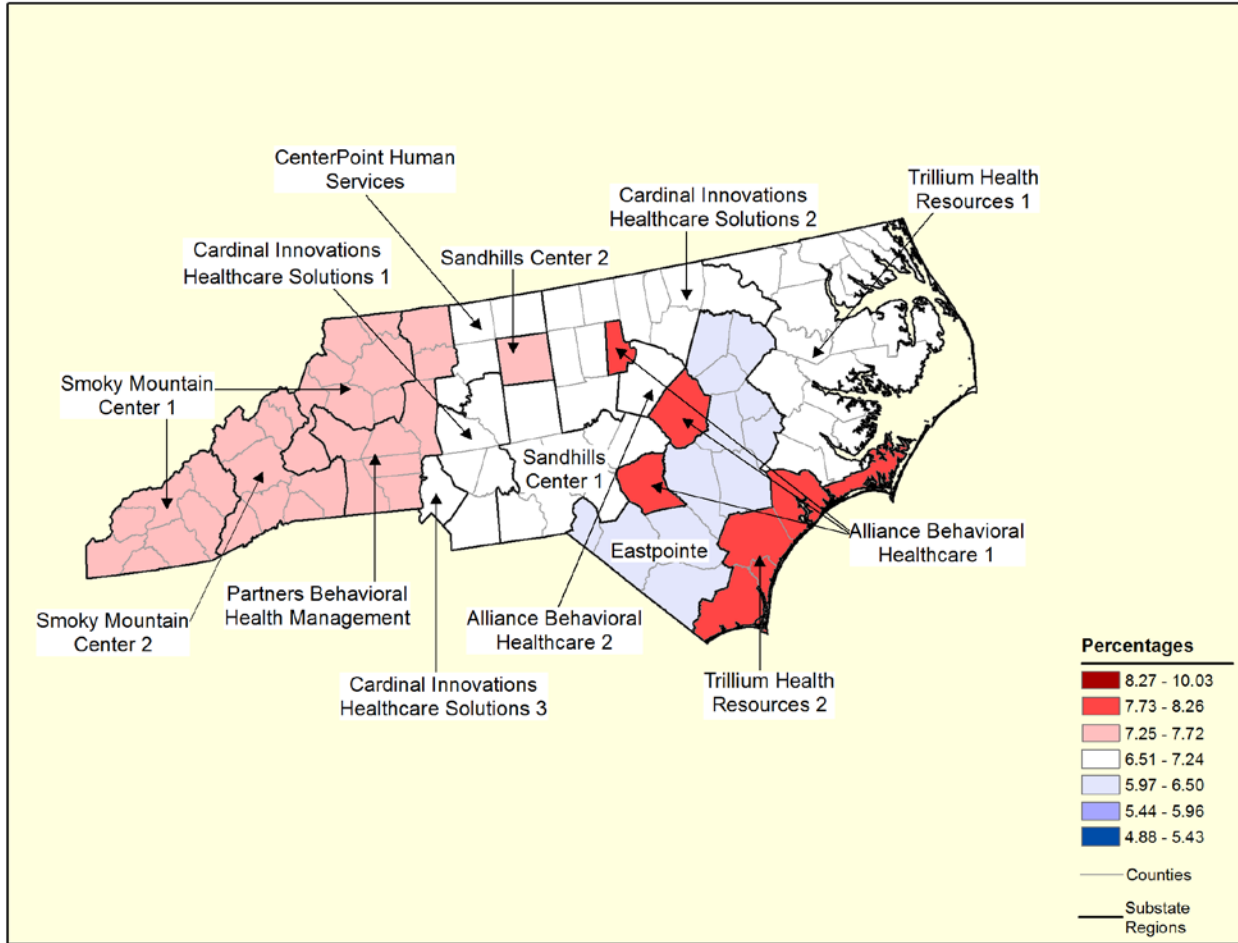 CenterPoint Human
Services
Trillium Health
Resources 1
Cardinal Innovations
Healthcare Solutions 2
Cardinal Innovations
Healthcare Solutions 1
Sandhills Center 2
Smoky Mountain
Center 1
Sandhills
Center 1
Alliance Behavioral
Healthcare 1
Eastpointe
Partners Behavioral
Health Management
Smoky Mountain
Center 2
Alliance Behavioral
Healthcare 2
Cardinal Innovations
Healthcare Solutions 3
Trillium Health
Resources 2
Percentages
8.27 - 10.03
7.73 - 8.26
7.25 - 7.72
6.51 - 7.24
5.97 - 6.50
5.44 - 5.96
4.88 - 5.43
Counties
Substate
Regions